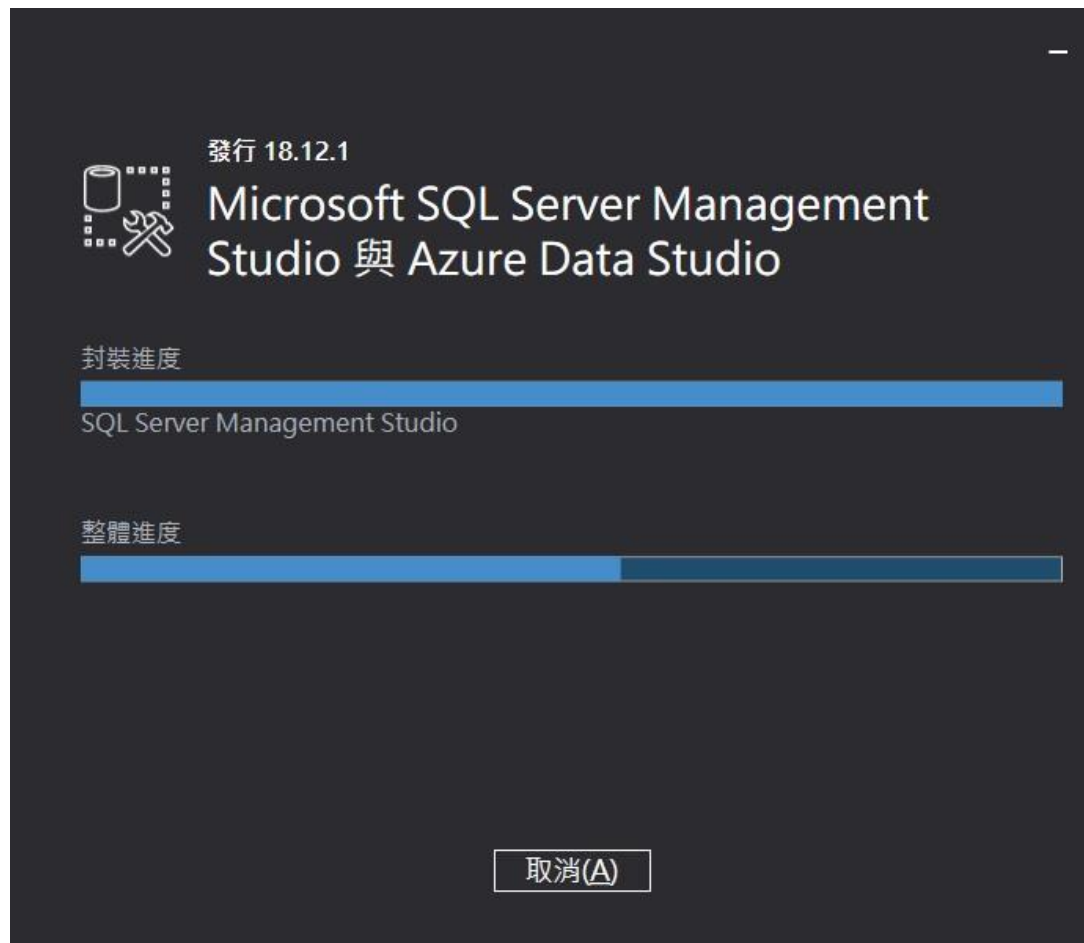 發行 18.12.1
Microsoft SQL Server Management
Studio 與 Azure Data Studio
封裝進度
SQL Server Management Studio
整體進度
取消(A)